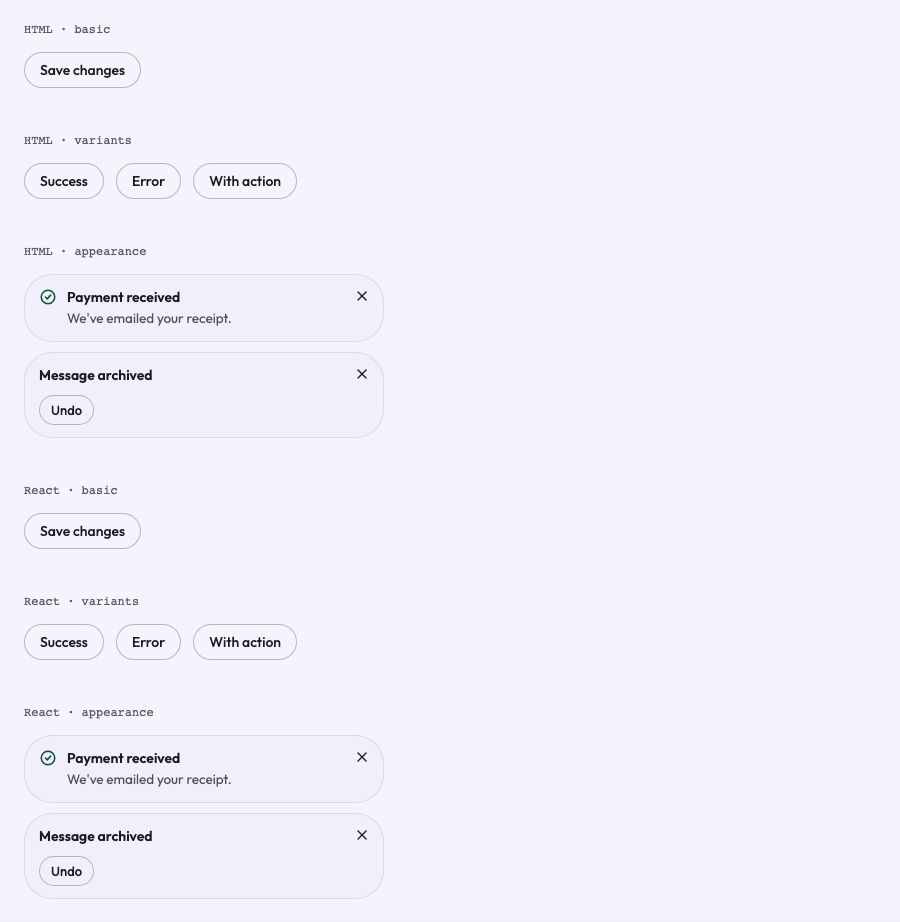 HTML · basic
Save changes
HTML · variants
Success Error With action
HTML · appearance
Payment received
We've emailed your receipt.
Message archived
Undo
React · basic
Save changes
React · variants
Success Error With action
React · appearance
Payment received
We've emailed your receipt.
Message archived
Undo